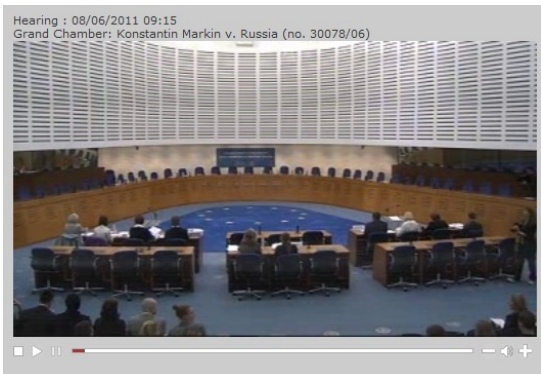 Hearing : 08/06/2011 09:15
Grand Chamber: Konstantin Markin v. Russia (no. 30078/06)